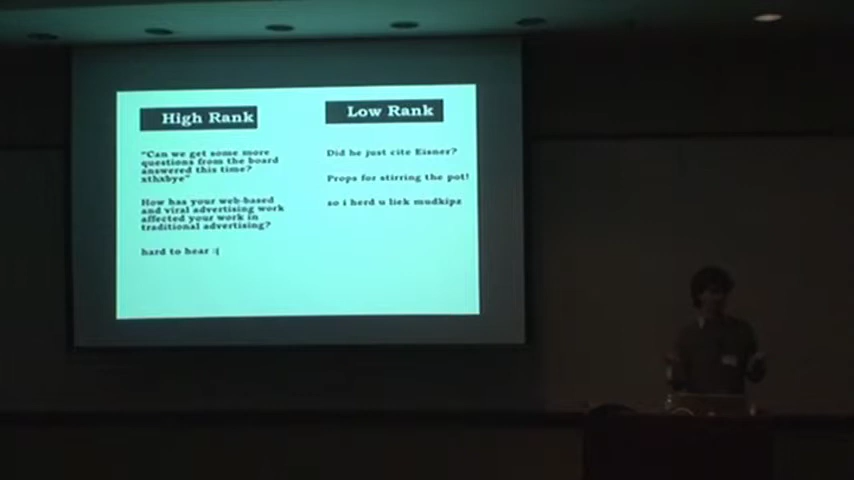 High Rank
"Can we get some more
questions from the board
answered this time?
xthxbye"
How has your web-based
and viral advertising work
affected your work in
traditional advertising?
hard to hear :(
Low Rank
Did he just cite Eisner?
Props for stirring the pot!
so i herd u liek mudkipz